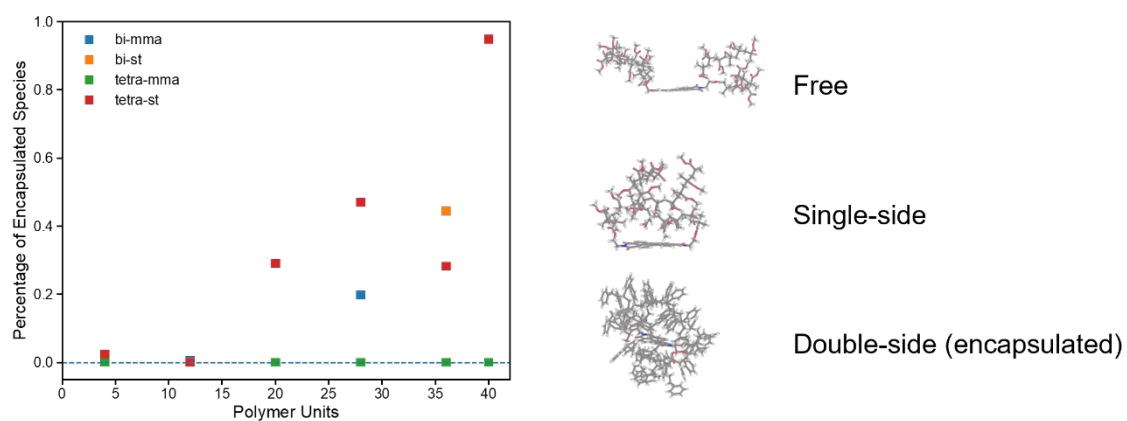 1.0
0.8
0.6
0.4
0.2
0.0
Percentage of Encapsulated Species
bi-mma
bi-st
tetra-mma
tetra-st
0 5 10 15 20 25 30 35 40
Polymer Units
Free
Single-side
Double-side (encapsulated)